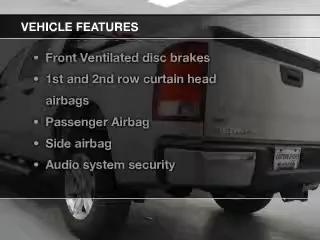 VEHICLE FEATURES
• Front Ventilated disc brakes
• 1st and 2nd row curtain head
airbags
• Passenger Airbag
• Side airbag
• Audio system security